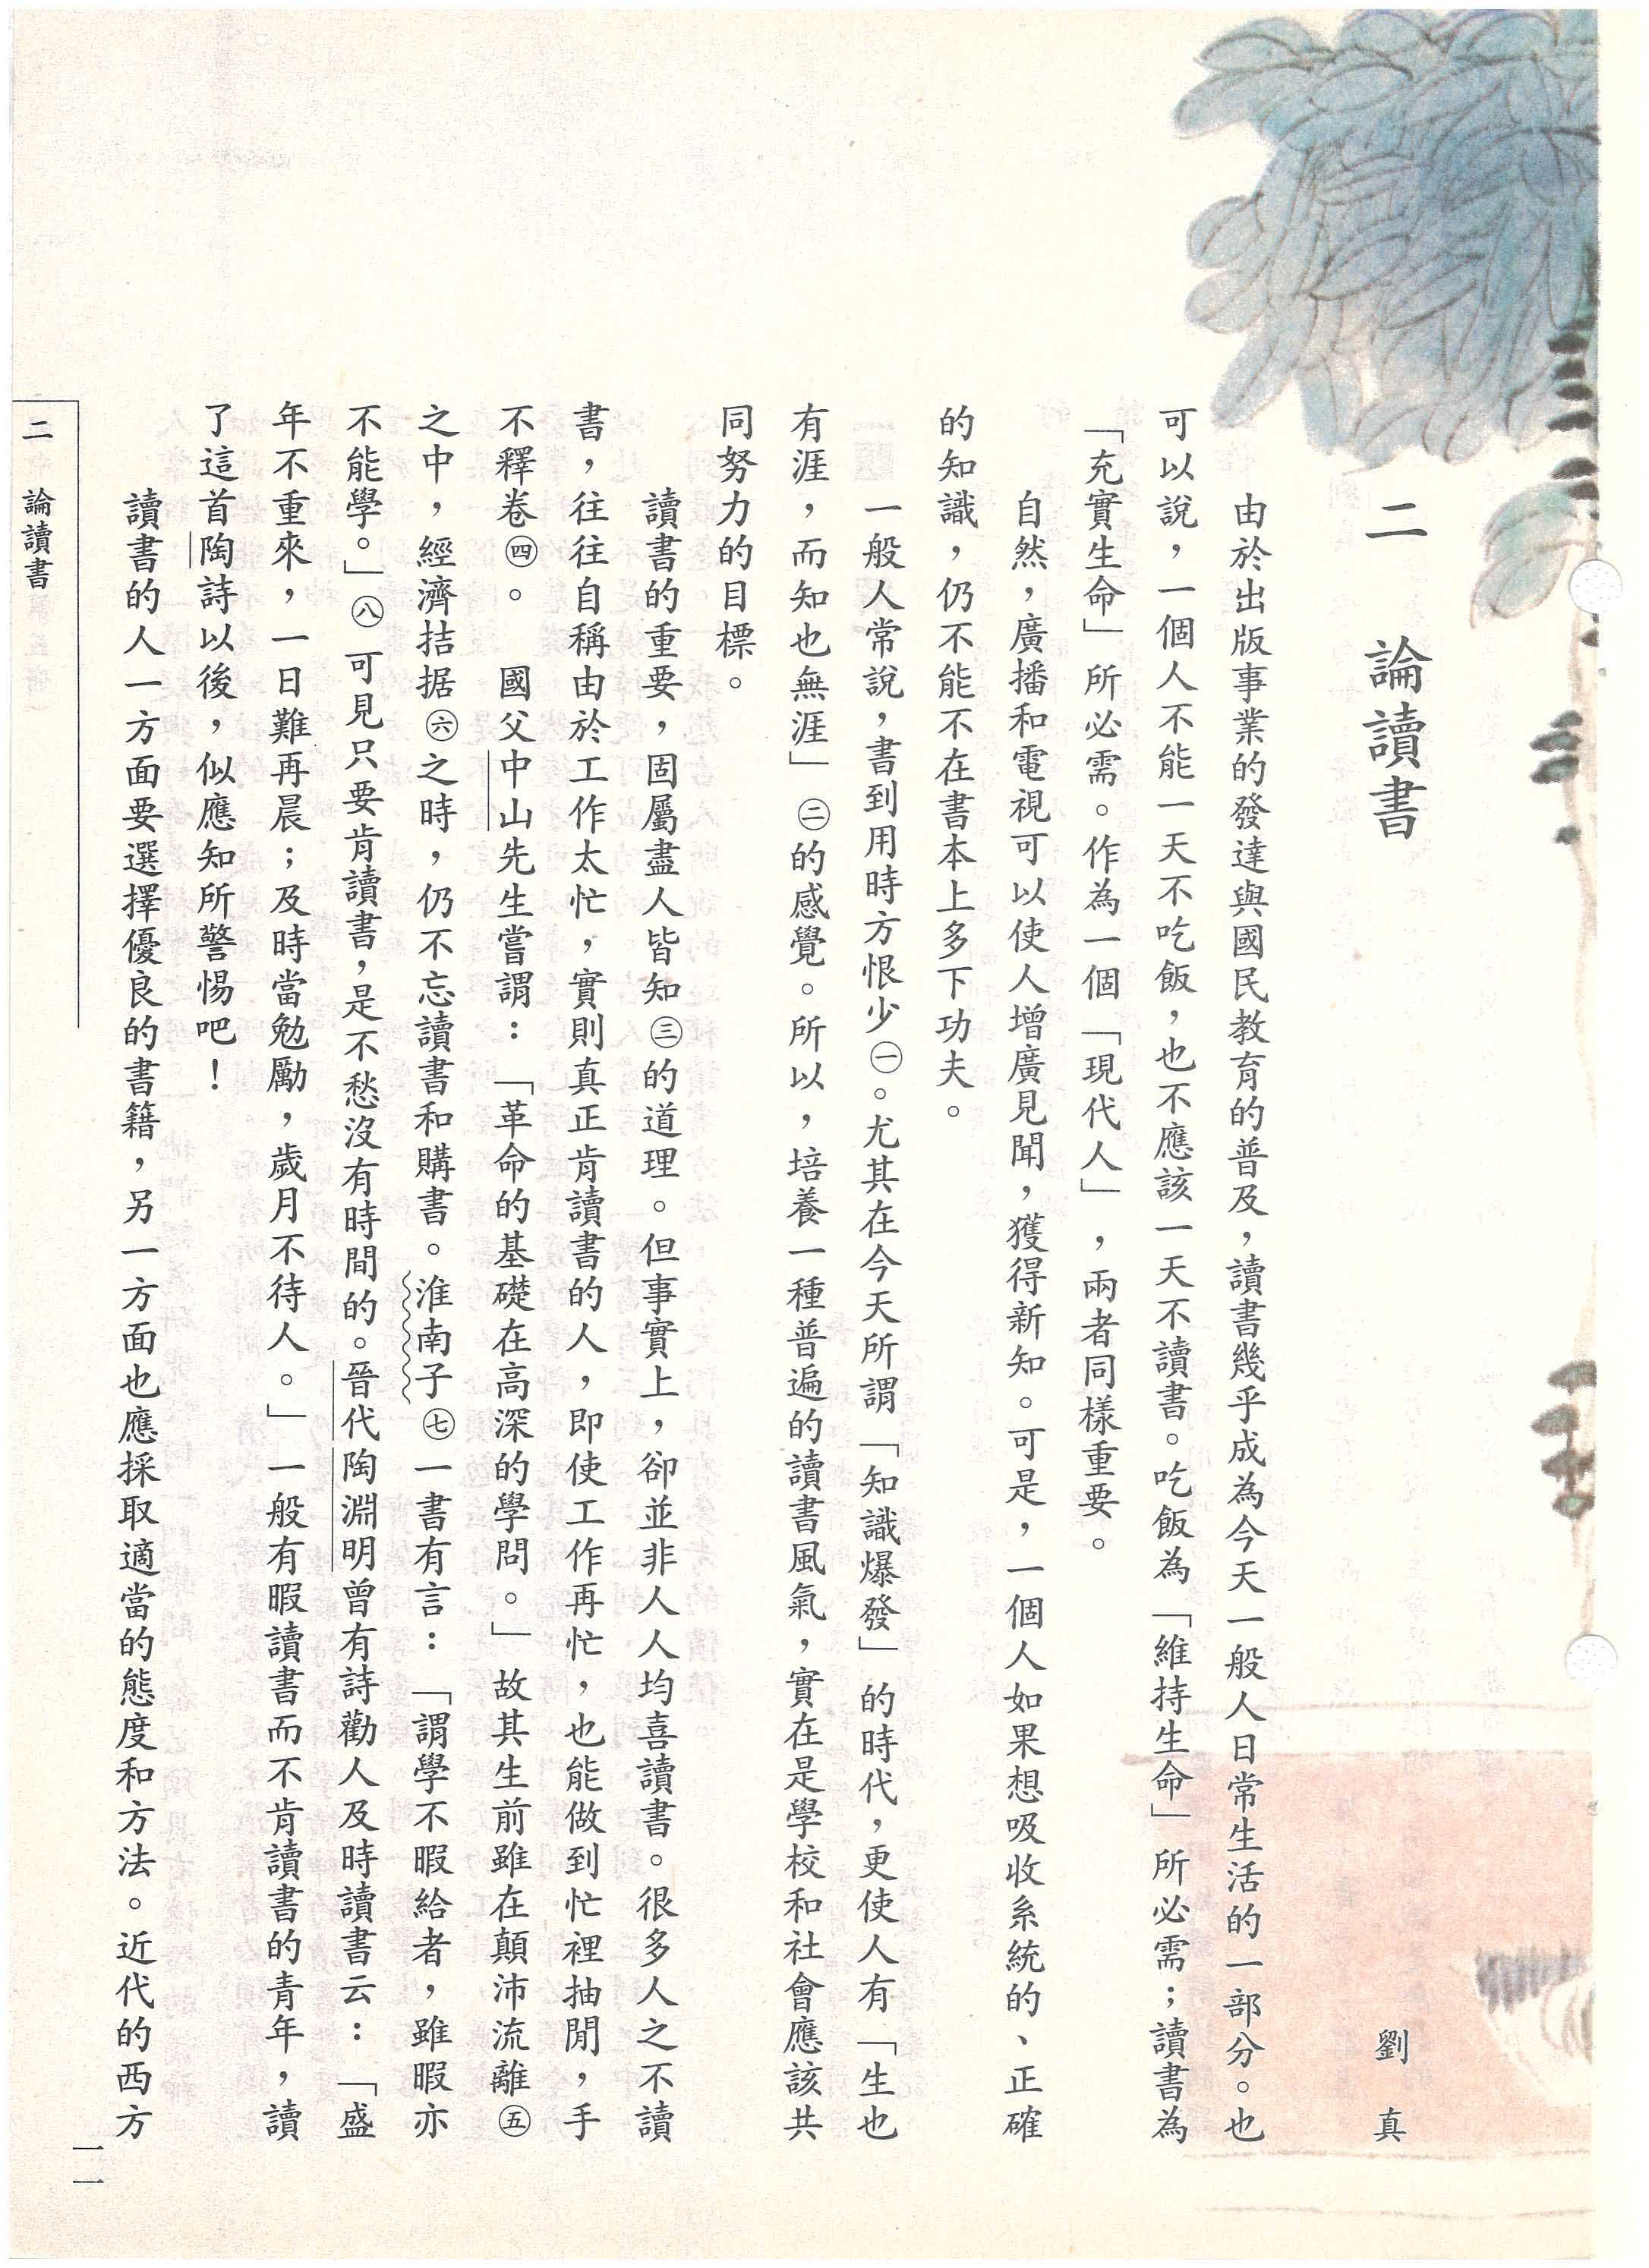 二　論讀書
劉　真
由於出版事業的發達與國民教育的普及，讀書幾乎成為今天一般人日常生活的一部分。也
可以說，一個人不能一天不吃飯，也不應該一天不讀書。吃飯為「維持生命」所必需；讀書為
「充實生命」所必需。作為一個「現代人」，兩者同樣重要。
自然，廣播和電視可以使人增廣見聞，獲得新知。可是，一個人如果想吸收系統的、正確
的知識，仍不能不在書本上多下功夫。
一般人常說，書到用時方恨少㊀。尤其在今天所謂「知識爆發」的時代，更使人有「生也
有涯，而知也無涯」㊁的感覺。所以，培養一種普遍的讀書風氣，實在是學校和社會應該共
同努力的目標。
讀書的重要，固屬盡人皆知㊂的道理。但事實上，卻並非人人均喜讀書。很多人之不讀
書，往往自稱由於工作太忙，實則真正肯讀書的人，即使工作再忙，也能做到忙裡抽閒，手
不釋卷㊃。　國父中山先生嘗謂：「革命的基礎在高深的學問。」故其生前雖在顛沛流離㊄
之中，經濟拮据㊅之時，仍不忘讀書和購書。淮南子㊆一書有言：「謂學不暇給者，雖暇亦
不能學。」㊇可見只要肯讀書，是不愁沒有時間的。晉代陶淵明曾有詩勸人及時讀書云：「盛
年不重來，一日難再晨；及時當勉勵，歲月不待人。」一般有暇讀書而不肯讀書的青年，讀
了這首陶詩以後，似應知所警惕吧！
讀書的人一方面要選擇優良的書籍，另一方面也應採取適當的態度和方法。近代的西方
二　論讀書
一一